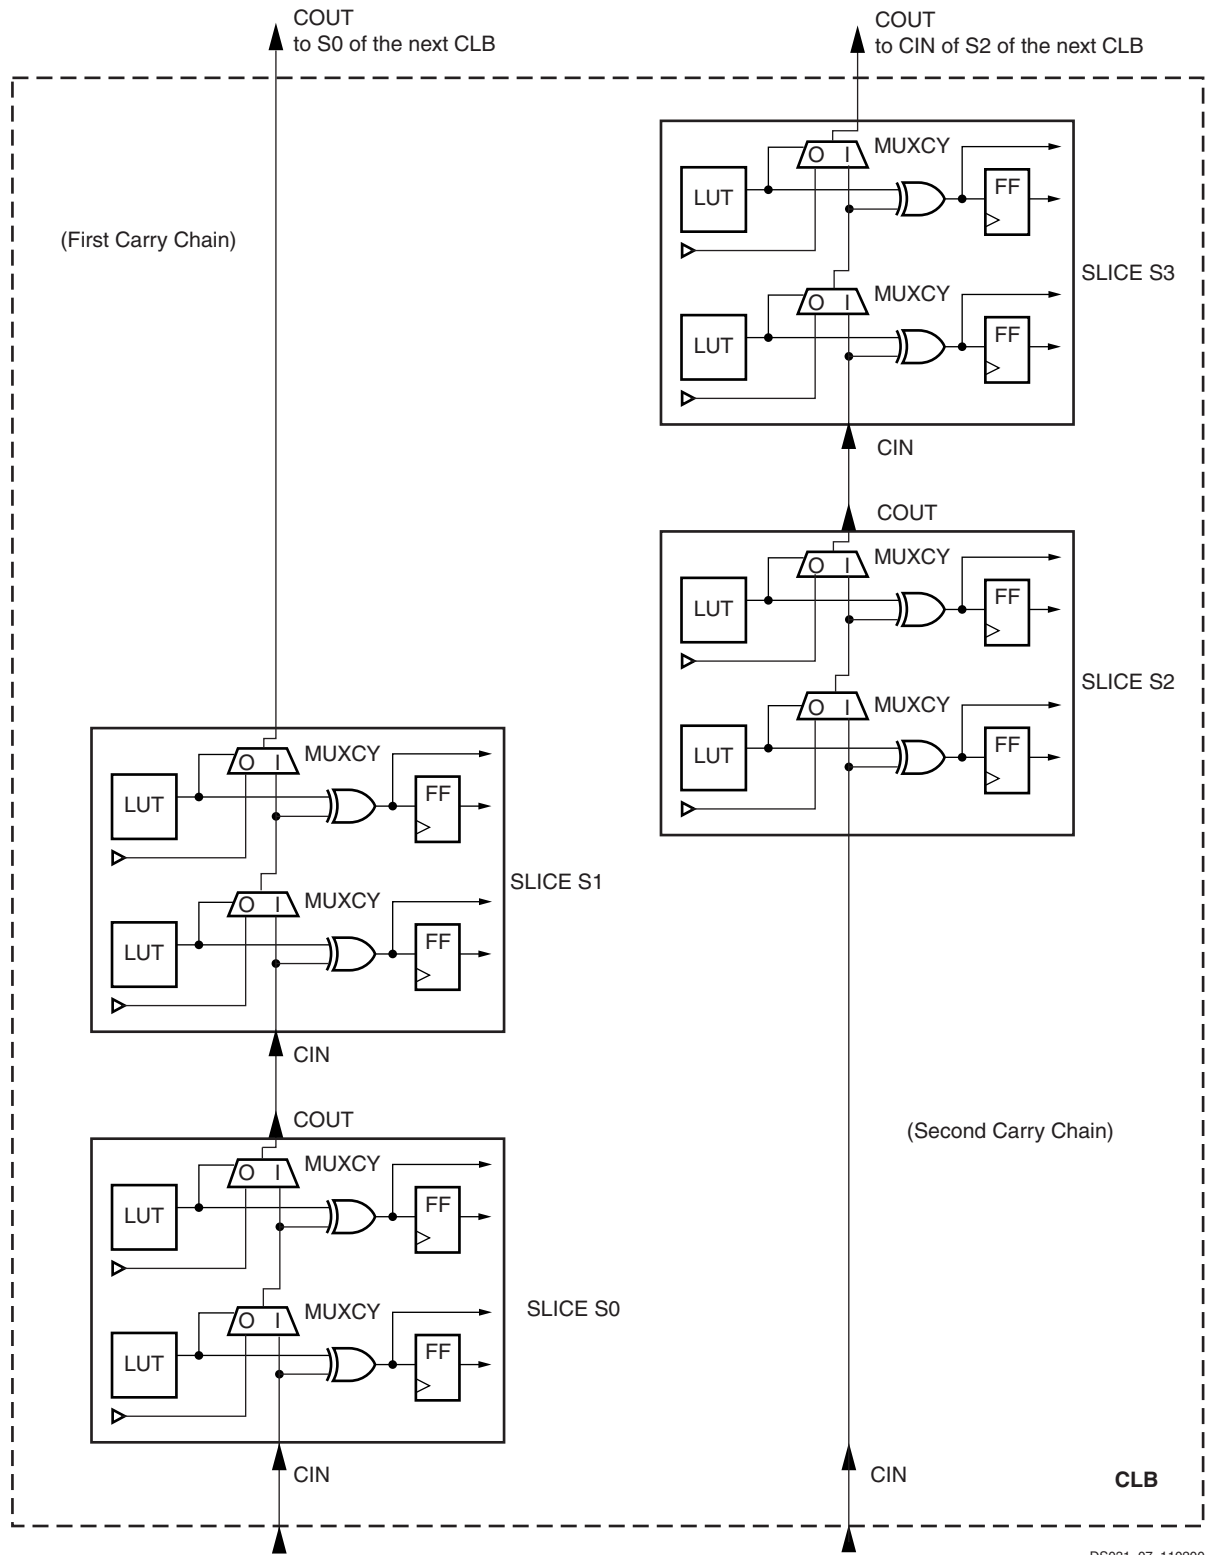 COUT
to S0 of the next CLB
COUT
to CIN of S2 of the next CLB
(First Carry Chain)
O I MUXCY
LUT
FF
SLICE S3
O I MUXCY
LUT
FF
CIN
COUT
O I MUXCY
LUT
FF
SLICE S2
O I MUXCY
LUT
FF
O I MUXCY
LUT
FF
SLICE S1
O I MUXCY
LUT
FF
CIN
COUT
(Second Carry Chain)
O I MUXCY
LUT
FF
SLICE S0
O I MUXCY
LUT
FF
CIN
CIN
CLB